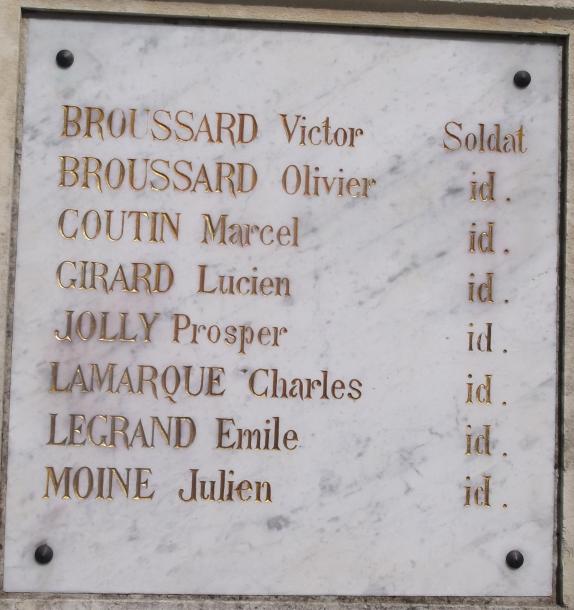 BROUSSARD Victor Soldat
BROUSSARD Olivier id.
COUTIN Marcel id.
GIRARD Lucien id.
JOLLY Prosper id.
LAMARQUE Charles id.
LEGRAND Emile id.
MOINE Julien id.